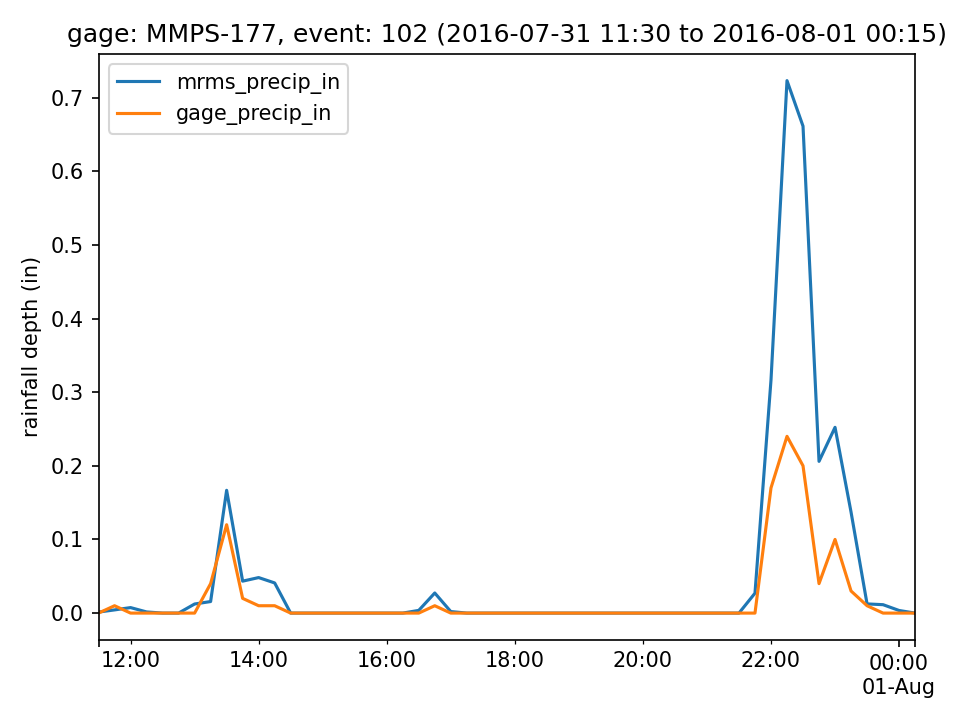 gage: MMPS-177, event: 102 (2016-07-31 11:30 to 2016-08-01 00:15)
mrms_precip_in
gage_precip_in
rainfall depth (in)
0.7
0.6
0.5
0.4
0.3
0.2
0.1
0.0
12:00 14:00 16:00 18:00 20:00 22:00 00:00
01-Aug